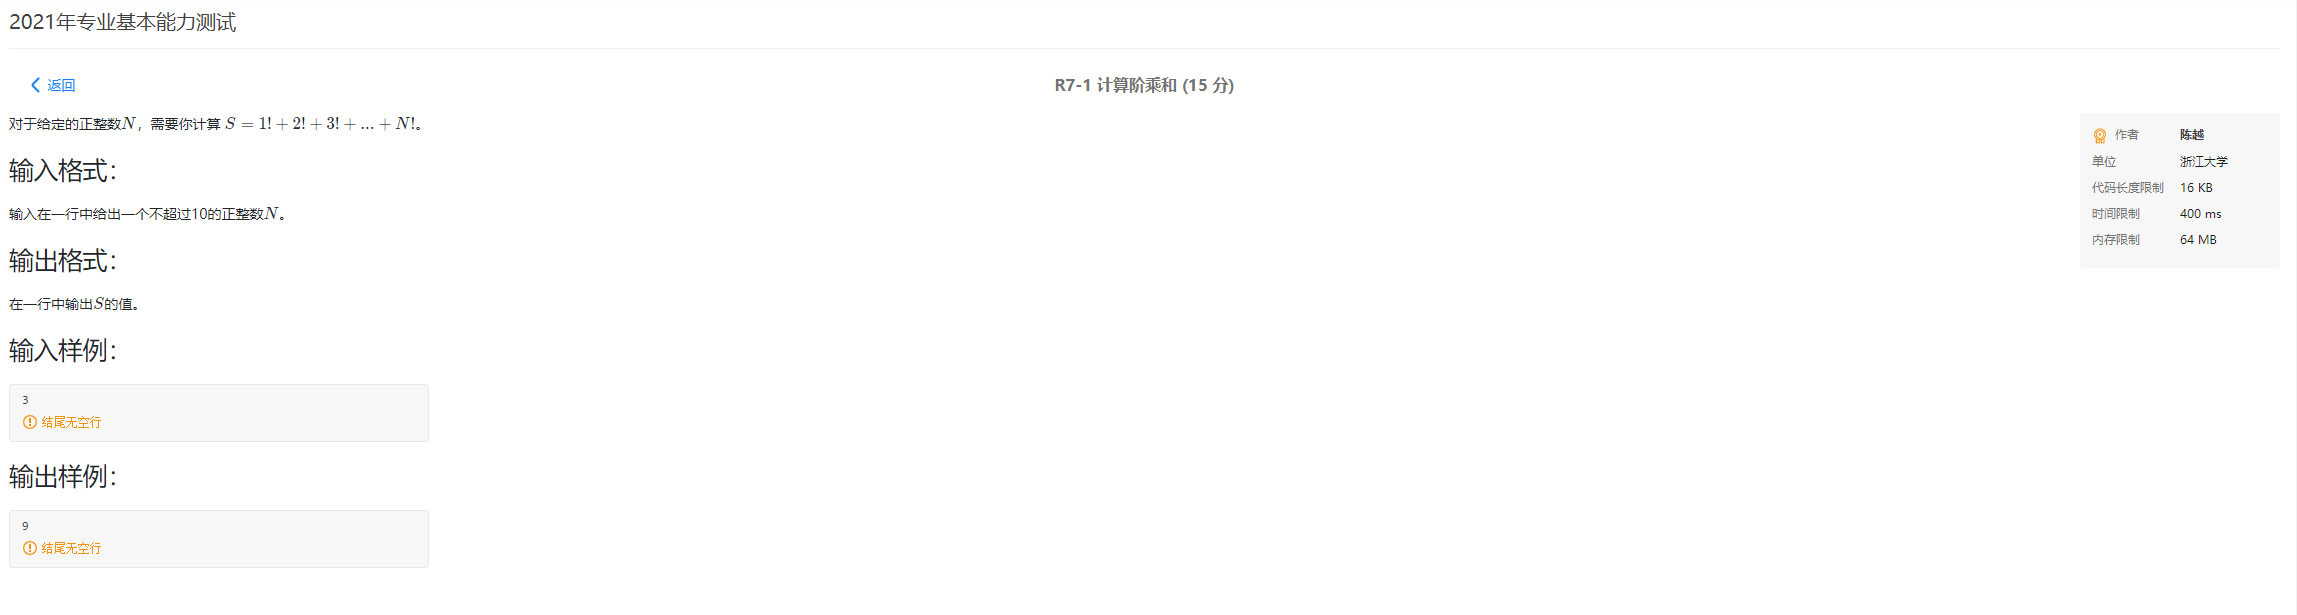 2021年专业基本能力测试
返回
R7-1 计算阶乘和 (15 分)
对于给定的正整数N，需要你计算 S = 1! + 2! + 3! + ... + N!。
作者 陈越
单位 浙江大学
代码长度限制 16 KB
时间限制 400 ms
内存限制 64 MB
输入格式：
输入在一行中给出一个不超过10的正整数N。
输出格式：
在一行中输出S的值。
输入样例：
3
结尾无空行
输出样例：
9
结尾无空行